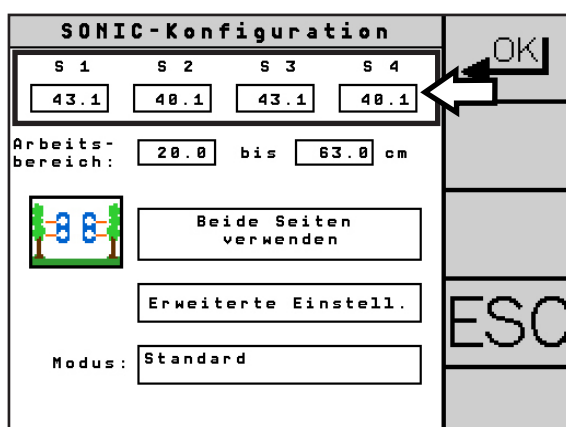 SONIC-Konfiguration
OK
S 1 S 2 S 3 S 4
43.1 40.1 43.1 40.1
Arbeits-
bereich: 20.0 bis 63.0 cm
Beide Seiten
verwenden
Erweiterte Einstell.
ESC
Modus: Standard